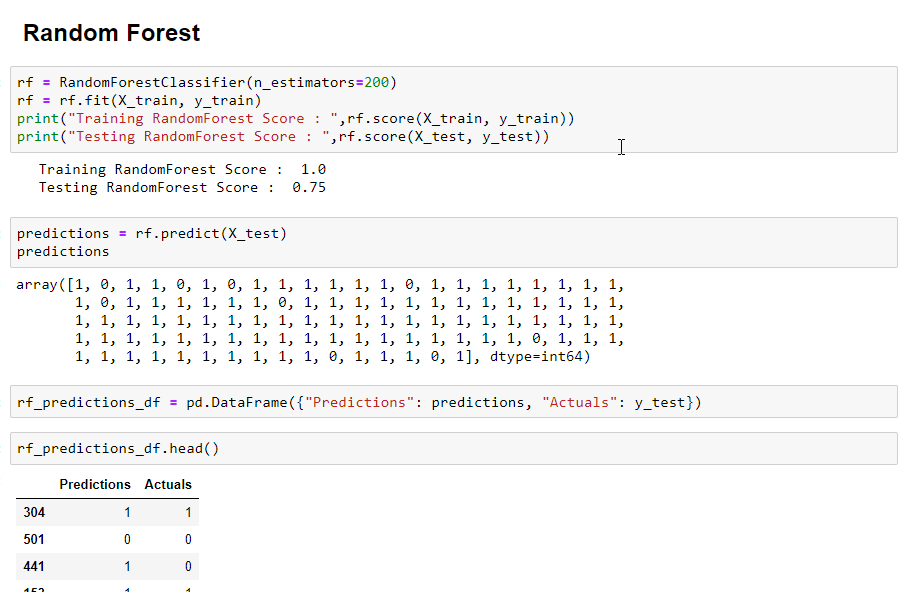 Random Forest
rf = RandomForestClassifier(n_estimators=200)
rf = rf.fit(X_train, y_train)
print("Training RandomForest Score : ",rf.score(X_train, y_train))
print("Testing RandomForest Score : ",rf.score(X_test, y_test))
Training RandomForest Score :  1.0
Testing RandomForest Score :  0.75
predictions = rf.predict(X_test)
predictions
array([1, 0, 1, 1, 0, 1, 0, 1, 1, 1, 1, 1, 1, 0, 1, 1, 1, 1, 1, 1, 1, 1,
1, 0, 1, 1, 1, 1, 1, 1, 0, 1, 1, 1, 1, 1, 1, 1, 1, 1, 1, 1, 1, 1,
1, 1, 1, 1, 1, 1, 1, 1, 1, 1, 1, 1, 1, 1, 1, 1, 1, 1, 1, 1, 1, 1,
1, 1, 1, 1, 1, 1, 1, 1, 1, 1, 1, 1, 1, 1, 1, 1, 1, 1, 0, 1, 1, 1,
1, 1, 1, 1, 1, 1, 1, 1, 1, 1, 0, 1, 1, 1, 0, 1], dtype=int64)
rf_predictions_df = pd.DataFrame({"Predictions": predictions, "Actuals": y_test})
rf_predictions_df.head()
Predictions Actuals
304 1 1
501 0 0
441 1 0
153 1 1